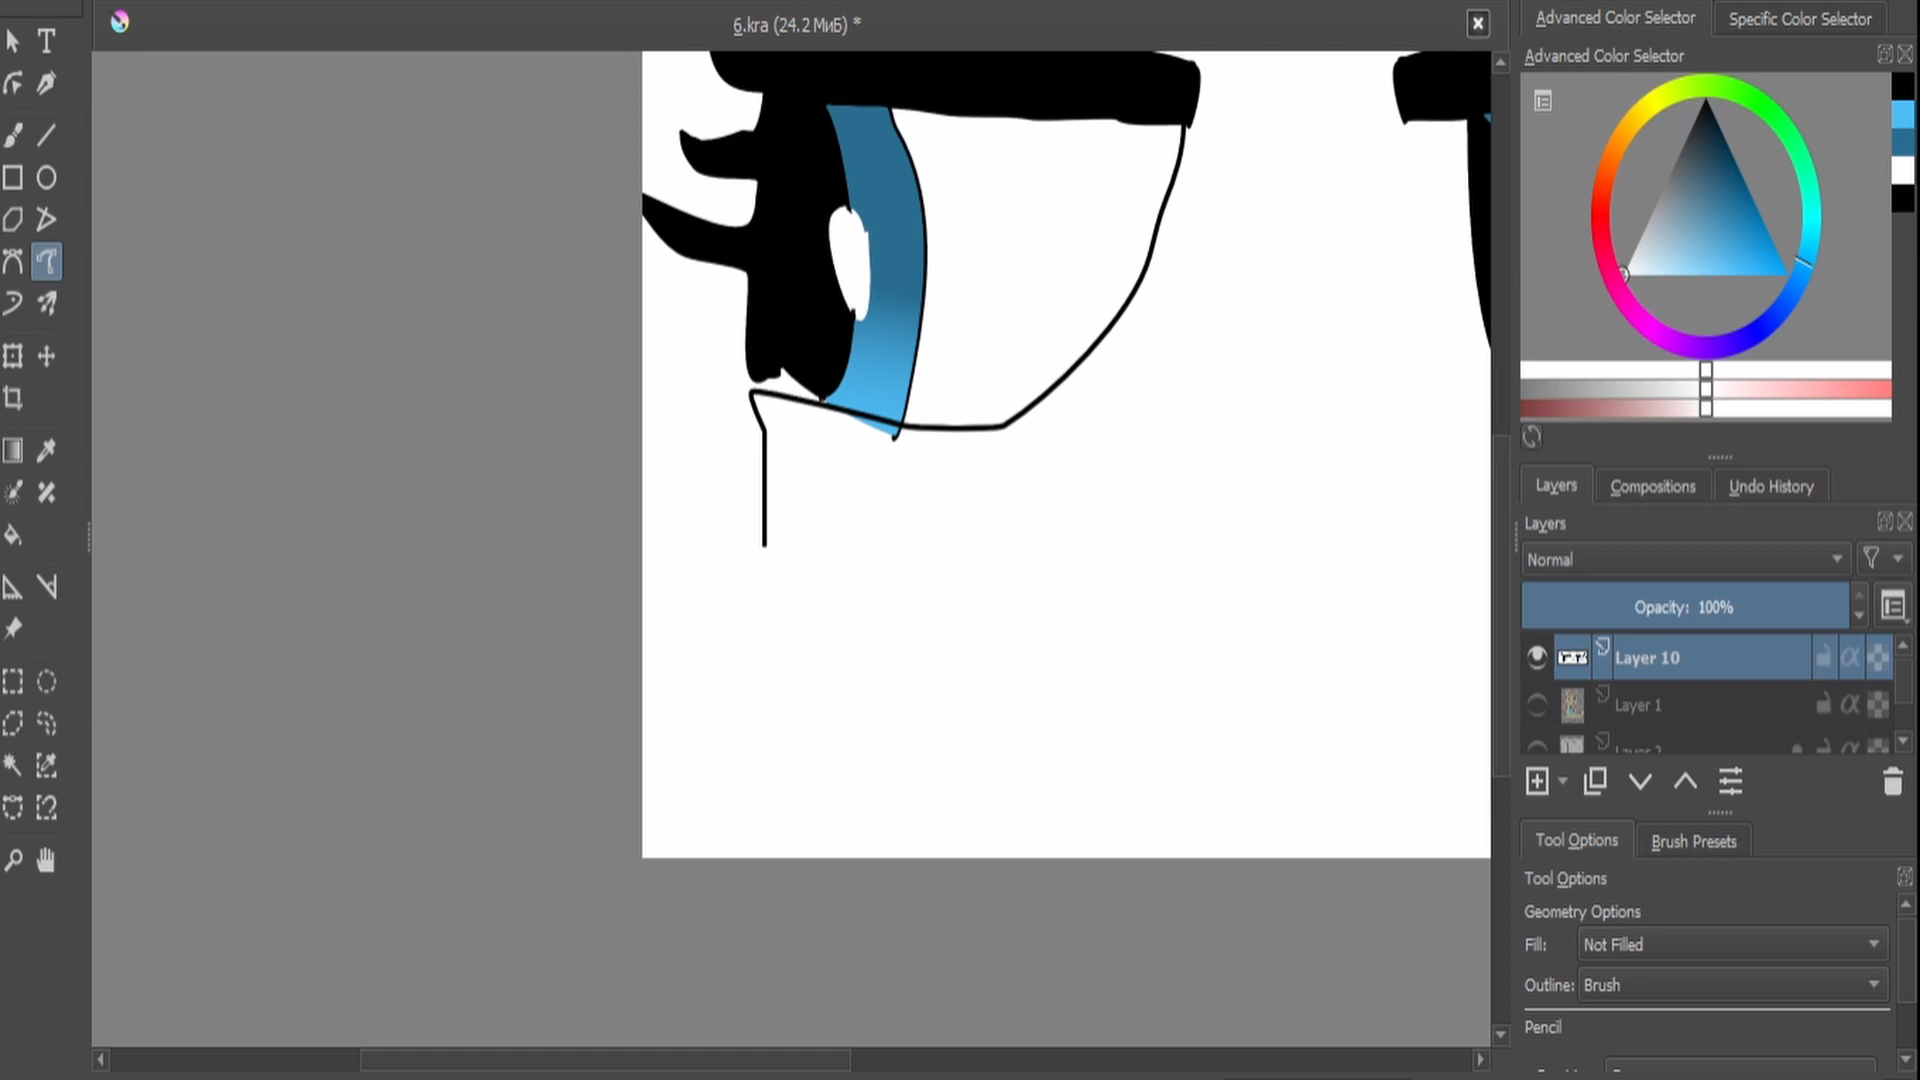 6.kra (24.2 МиБ) *
Advanced Color Selector
Specific Color Selector
Advanced Color Selector
Layers
Compositions
Undo History
Layers
Normal
Opacity: 100%
Layer 10
Layer 1
Layer 2
Tool Options
Brush Presets
Tool Options
Geometry Options
Fill: Not Filled
Outline: Brush
Pencil